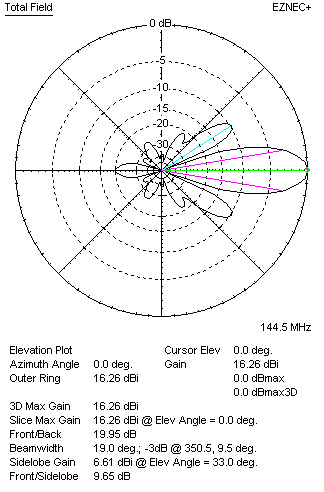 Total Field EZNEC+
0 dB
-5
-10
-15
-20
-30
144.5 MHz
Elevation Plot Cursor Elev 0.0 deg.
Azimuth Angle 0.0 deg. Gain 16.26 dBi
Outer Ring 16.26 dBi 0.0 dBmax
0.0 dBmax3D
3D Max Gain 16.26 dBi
Slice Max Gain 16.26 dBi @ Elev Angle = 0.0 deg.
Front/Back 19.95 dB
Beamwidth 19.0 deg.; -3dB @ 350.5, 9.5 deg.
Sidelobe Gain 6.61 dBi @ Elev Angle = 33.0 deg.
Front/Sidelobe 9.65 dB